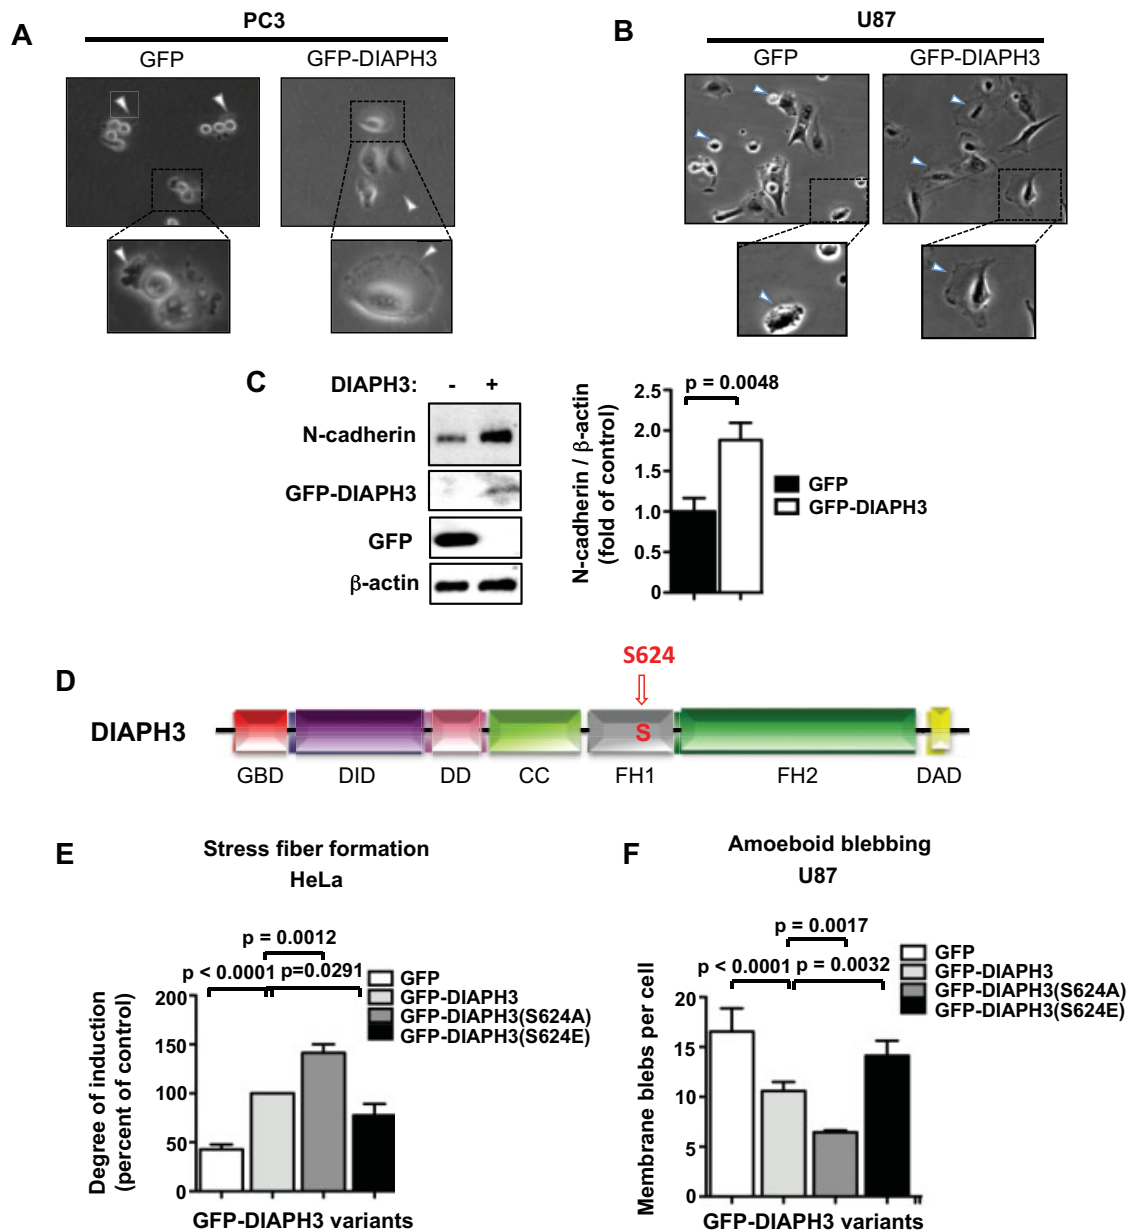 A
PC3
GFP
GFP-DIAPH3
B
U87
GFP
GFP-DIAPH3
C
DIAPH3: - +
N-cadherin
GFP-DIAPH3
GFP
β-actin
p = 0.0048
N-cadherin / β-actin
(fold of control)
2.5
2.0
1.5
1.0
0.5
0
GFP
GFP-DIAPH3
D
S624
DIAPH3
S
GBD DID DD CC FH1 FH2 DAD
E
Stress fiber formation
HeLa
p = 0.0012
p < 0.0001 p=0.0291
GFP
GFP-DIAPH3
GFP-DIAPH3(S624A)
GFP-DIAPH3(S624E)
Degree of induction
(percent of control)
200
150
100
50
0
GFP-DIAPH3 variants
F
Amoeboid blebbing
U87
p = 0.0017
p < 0.0001 p = 0.0032
GFP
GFP-DIAPH3
GFP-DIAPH3(S624A)
GFP-DIAPH3(S624E)
Membrane blebs per cell
20
15
10
5
0
GFP-DIAPH3 variants